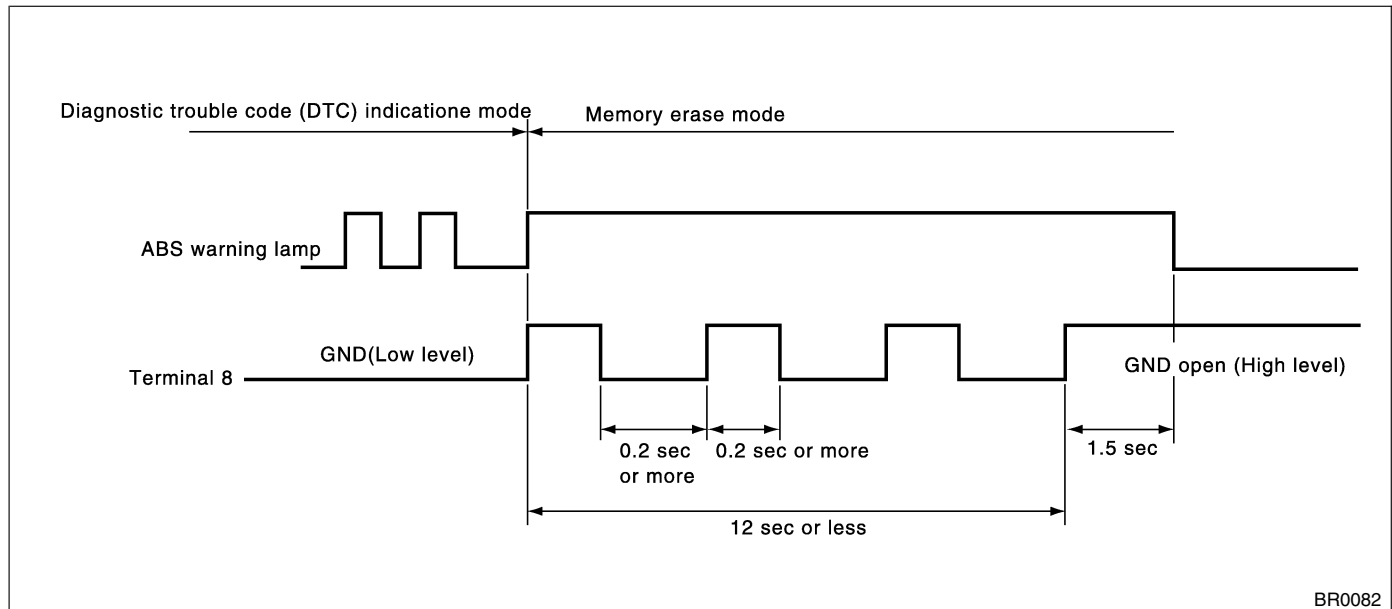 Diagnostic trouble code (DTC) indicatione mode
Memory erase mode
ABS warning lamp
GND(Low level)
Terminal 8
GND open (High level)
0.2 sec
or more
0.2 sec or more
1.5 sec
12 sec or less
BR0082